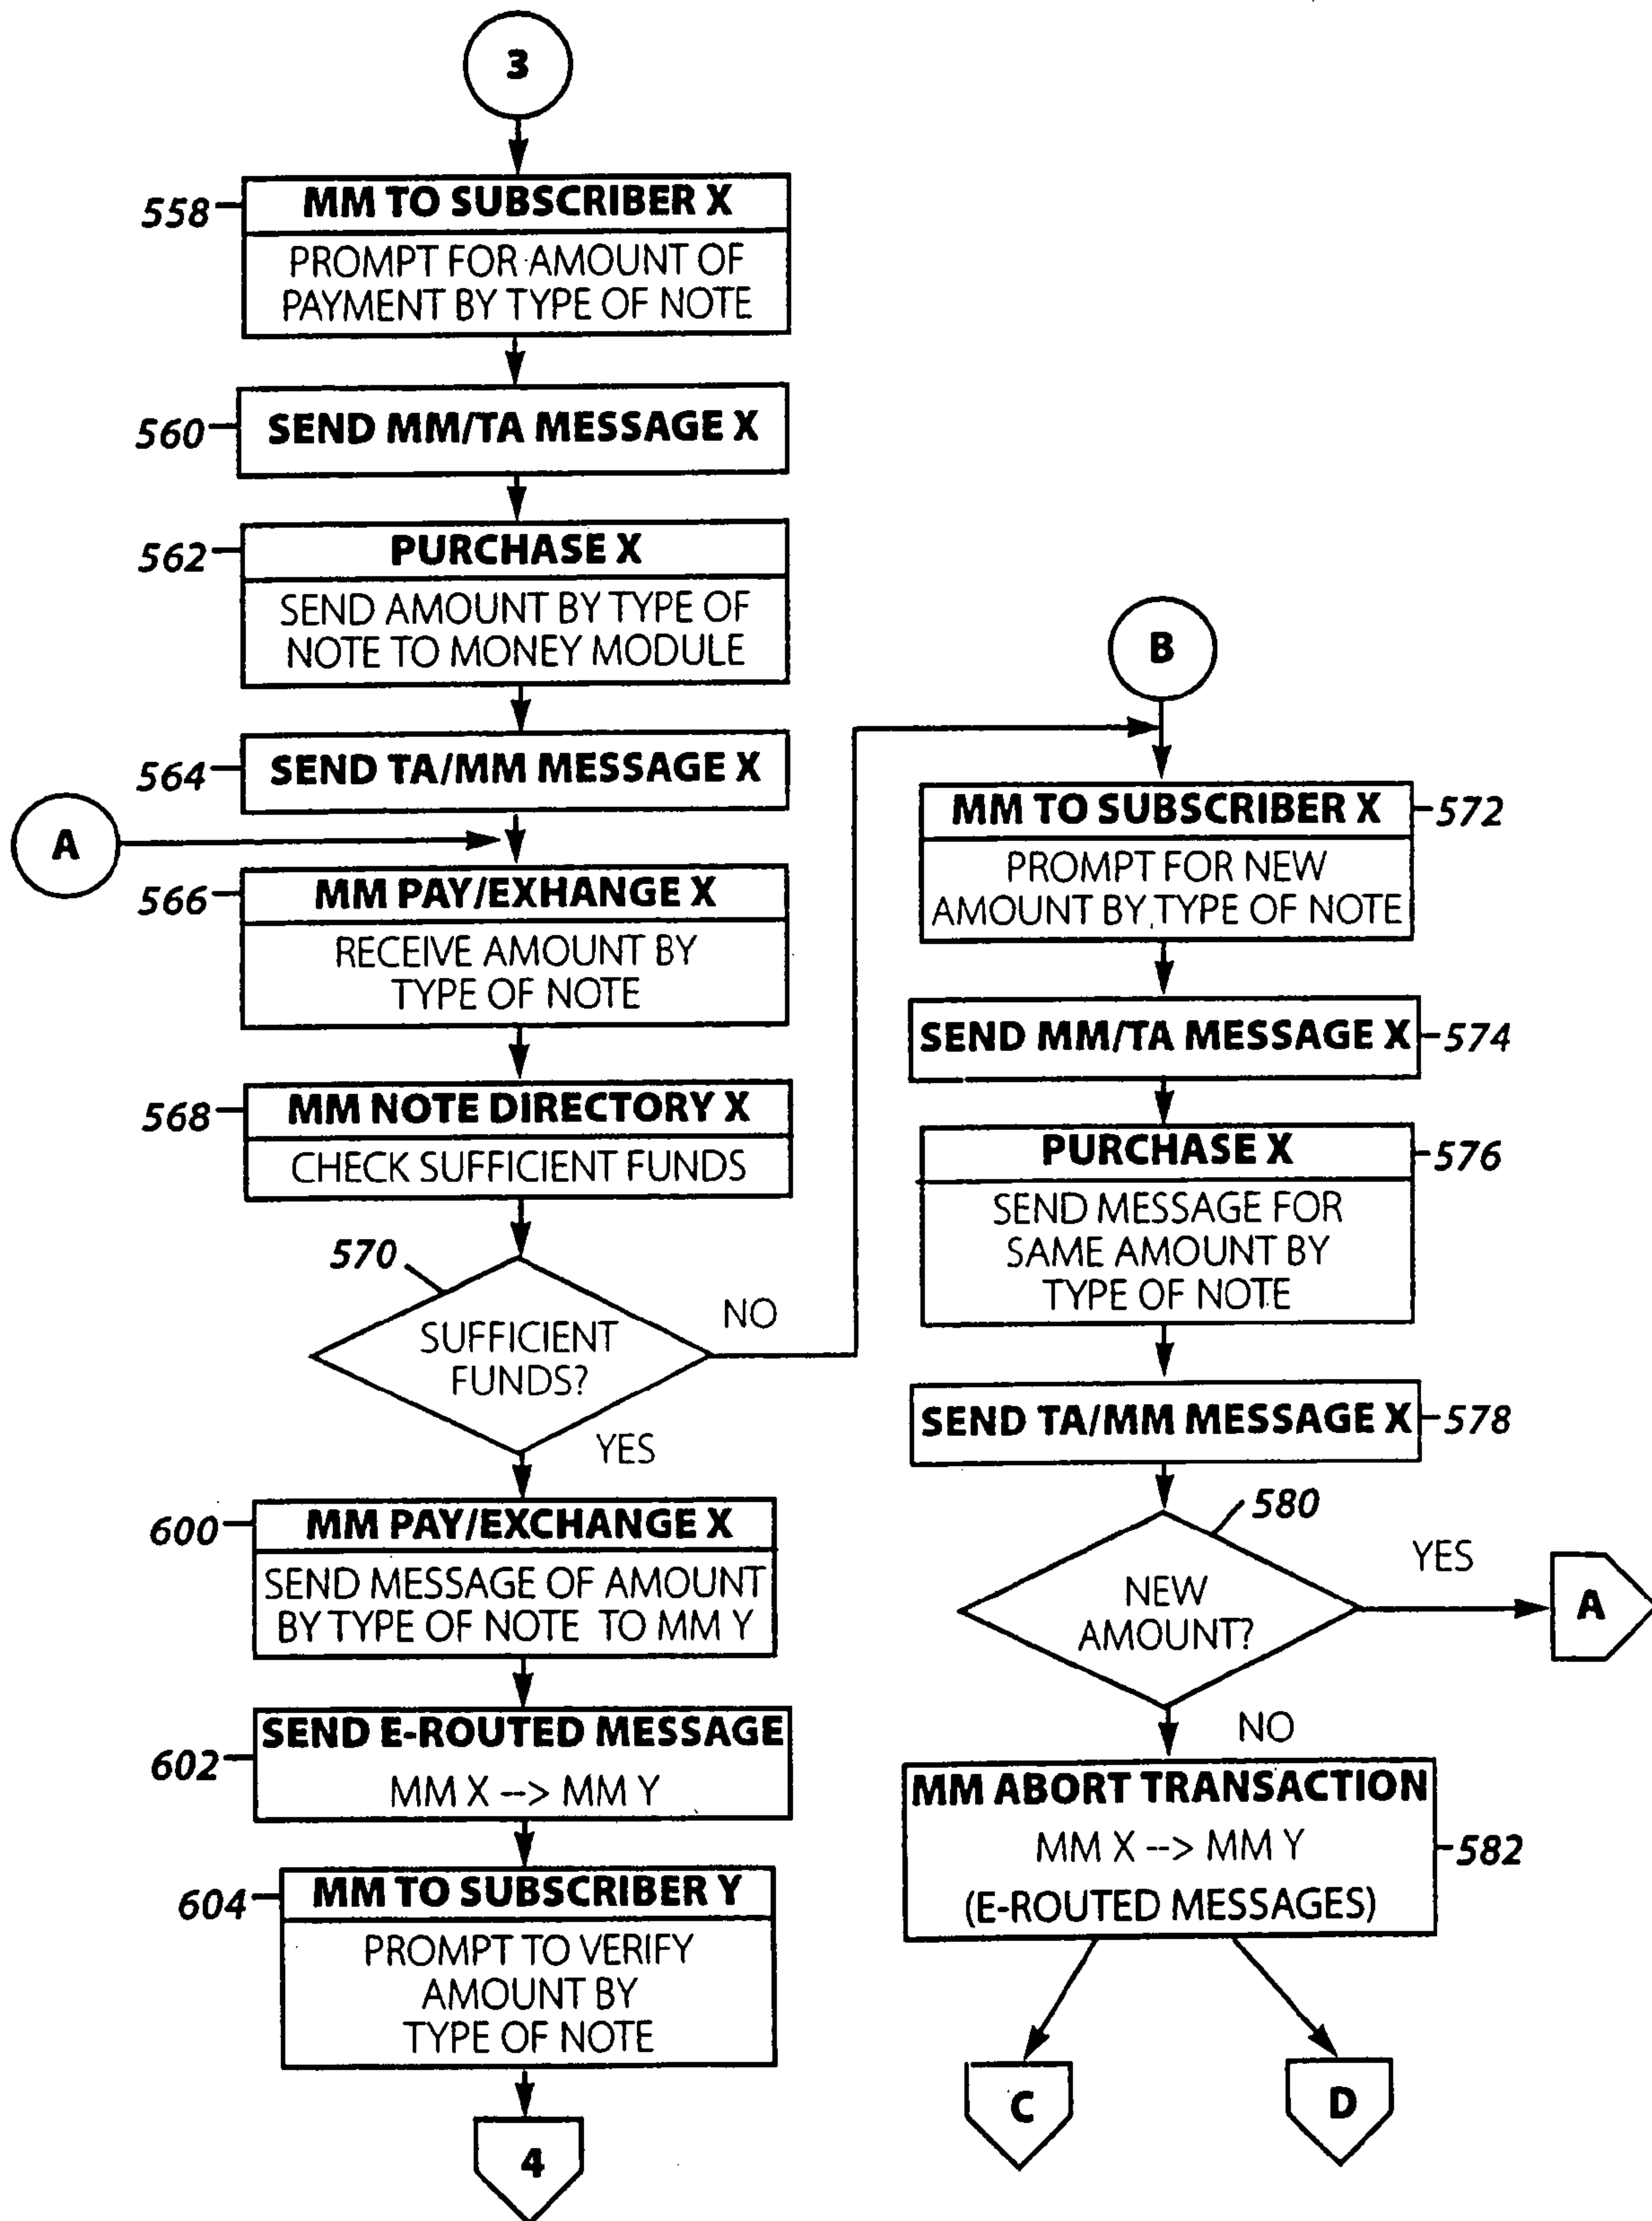 3
558
MM TO SUBSCRIBER X
PROMPT FOR AMOUNT OF
PAYMENT BY TYPE OF NOTE
560
SEND MM/TA MESSAGE X
562
PURCHASE X
SEND AMOUNT BY TYPE OF
NOTE TO MONEY MODULE
564
SEND TA/MM MESSAGE X
A
566
MM PAY/EXHANGE X
RECEIVE AMOUNT BY
TYPE OF NOTE
568
MM NOTE DIRECTORY X
CHECK SUFFICIENT FUNDS
570
SUFFICIENT
FUNDS?
NO
YES
600
MM PAY/EXCHANGE X
SEND MESSAGE OF AMOUNT
BY TYPE OF NOTE TO MM Y
602
SEND E-ROUTED MESSAGE
MM X --> MM Y
604
MM TO SUBSCRIBER Y
PROMPT TO VERIFY
AMOUNT BY
TYPE OF NOTE
4
B
MM TO SUBSCRIBER X
572
PROMPT FOR NEW
AMOUNT BY TYPE OF NOTE
SEND MM/TA MESSAGE X
574
PURCHASE X
576
SEND MESSAGE FOR
SAME AMOUNT BY
TYPE OF NOTE
SEND TA/MM MESSAGE X
578
580
NEW
AMOUNT?
YES
A
NO
MM ABORT TRANSACTION
MM X --> MM Y
(E-ROUTED MESSAGES)
582
C
D